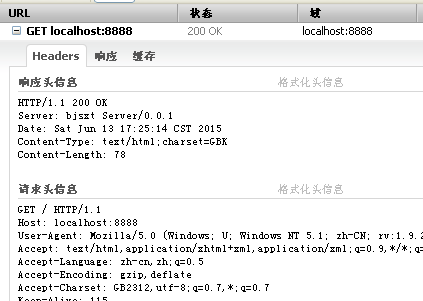 URL 状态 域
GET localhost:8888 200 OK localhost:8888
Headers 响应 缓存
响应头信息 格式化头信息
HTTP/1.1 200 OK
Server: bjsxt Server/0.0.1
Date: Sat Jun 13 17:25:14 CST 2015
Content-Type: text/html;charset=GBK
Content-Length: 78
请求头信息 格式化头信息
GET / HTTP/1.1
Host: localhost:8888
User-Agent: Mozilla/5.0 (Windows; U; Windows NT 5.1; zh-CN; rv:1.9.2
Accept: text/html,application/xhtml+xml,application/xml;q=0.9,*/*;q=
Accept-Language: zh-cn,zh;q=0.5
Accept-Encoding: gzip,deflate
Accept-Charset: GB2312,utf-8;q=0.7,*;q=0.7
Keep-Alive: 115